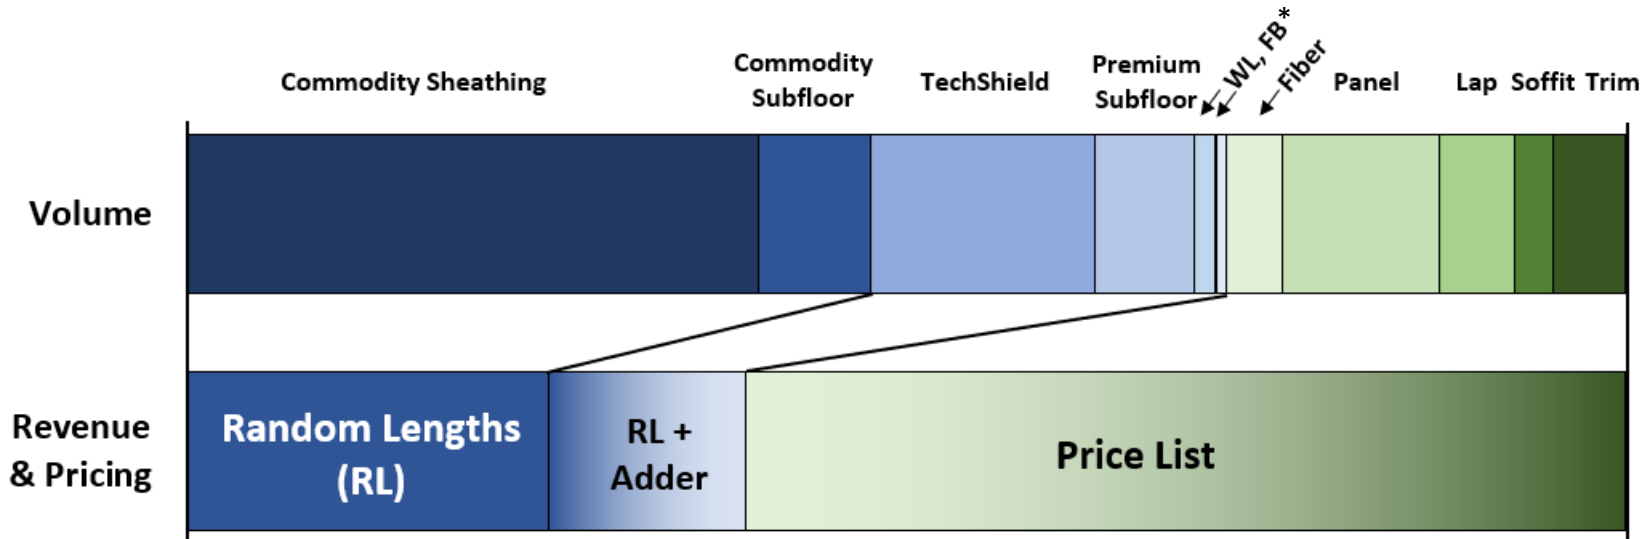 Commodity Sheathing
Commodity
Subfloor
TechShield
Premium
Subfloor
WL, FB*
Fiber
Panel
Lap
Soffit
Trim
Volume
Revenue
& Pricing
Random Lengths
(RL)
RL +
Adder
Price List